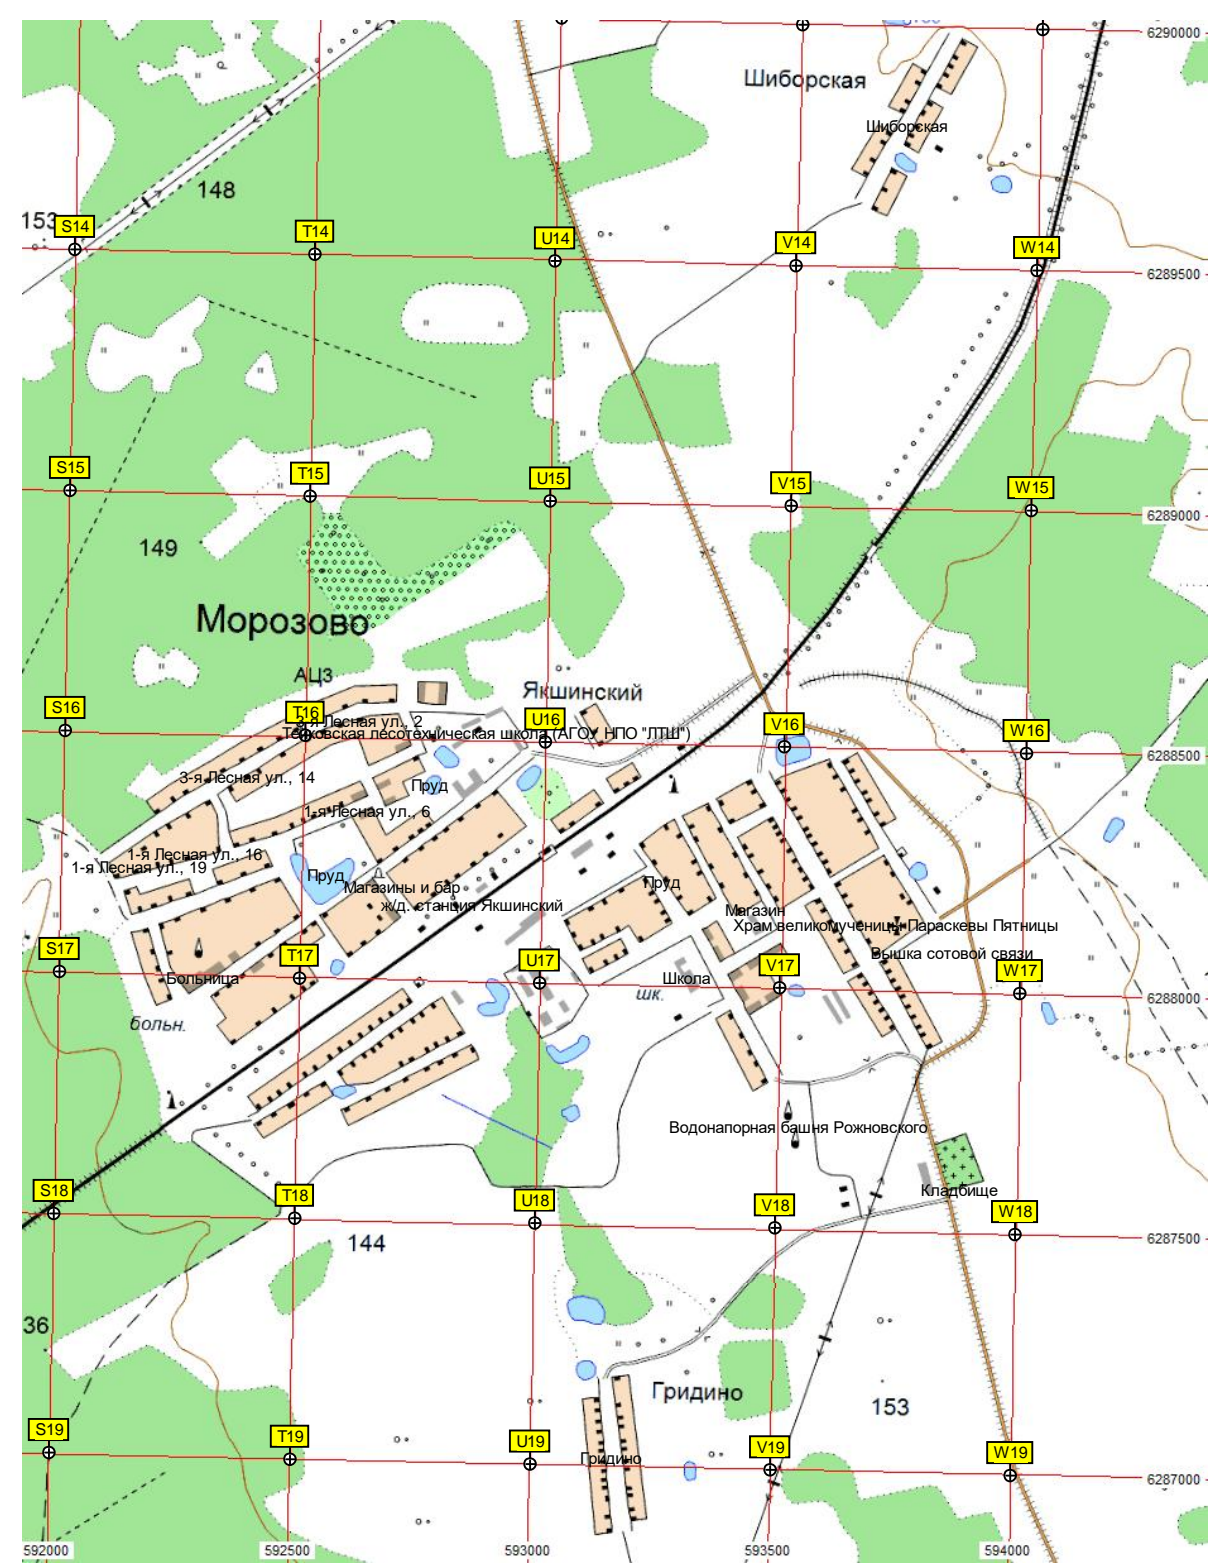 6290000
Шиборская
Шиборская
148
153
S14
T14
U14
V14
W14
6289500
S15
T15
U15
V15
W15
6289000
149
Морозово
АЦЗ
Якшинский
S16
T16
U16
V16
W16
3-я Лесная ул., 2
лесотехническая школа (АГОУ НПО "ЛТШ")
6288500
3-я Лесная ул., 14
Пруд
1-я Лесная ул., 6
1-я Лесная ул., 16
1-я Лесная ул., 19
Пруд
Магазины и бар
Пруд
ж/д. станция Якшинский
Магазин
Храм великомученицы Параскевы Пятницы
Вышка сотовой связи
S17
T17
U17
V17
W17
Больница
Школа
шк.
6288000
больн.
Водонапорная башня Рожновского
Кладбище
S18
T18
U18
V18
W18
144
6287500
36
Гридино
153
S19
T19
U19
V19
W19
Гридино
6287000
592000
592500
593000
593500
594000